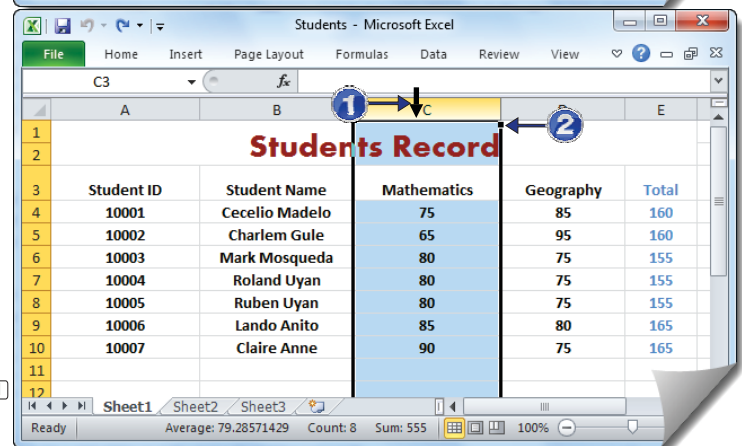 Students - Microsoft Excel
File Home Insert Page Layout Formulas Data Review View
C3 fx
1 2
A B C E
1
2 Students Record
3 Student ID Student Name Mathematics Geography Total
4 10001 Cecelio Madelo 75 85 160
5 10002 Charlem Gule 65 95 160
6 10003 Mark Mosqueda 80 75 155
7 10004 Roland Uyan 80 75 155
8 10005 Ruben Uyan 80 75 155
9 10006 Lando Anito 85 80 165
10 10007 Claire Anne 90 75 165
11
12
Sheet1 Sheet2 Sheet3
Ready Average: 79.28571429 Count: 8 Sum: 555 100%